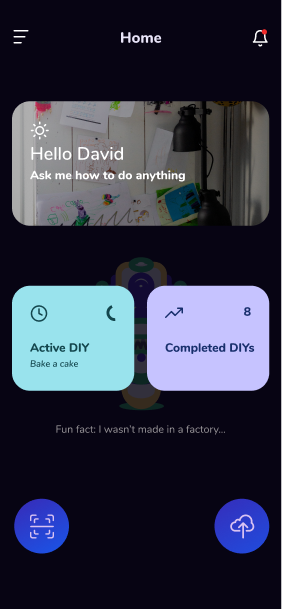 Home
Hello David
Ask me how to do anything
8
Active DIY
Completed DIYs
Bake a cake
Fun fact: I wasn't made in a factory...